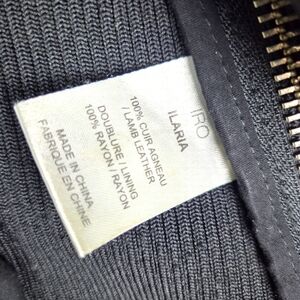 IRO
ILARIA
100% CUIR AGNEAU
/ LAMB LEATHER
DOUBLURE / LINING
100% RAYON / RAYON
MADE IN CHINA
FABRIQUE EN CHINE